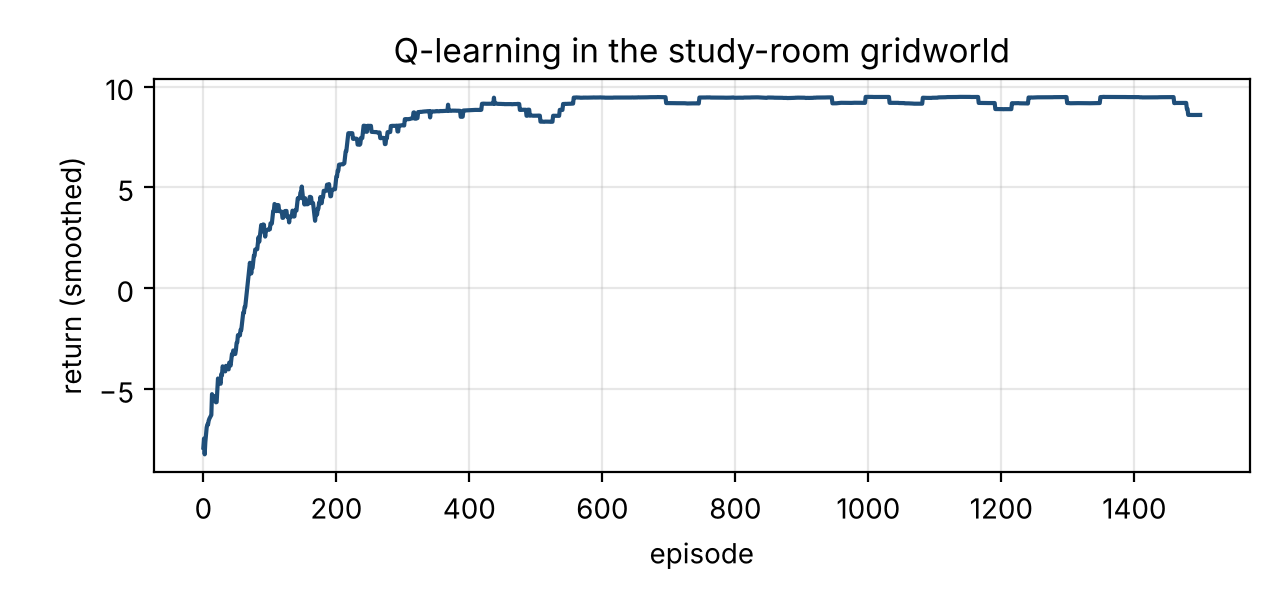 Q-learning in the study-room gridworld
return (smoothed)
10
5
0
−5
0 200 400 600 800 1000 1200 1400
episode